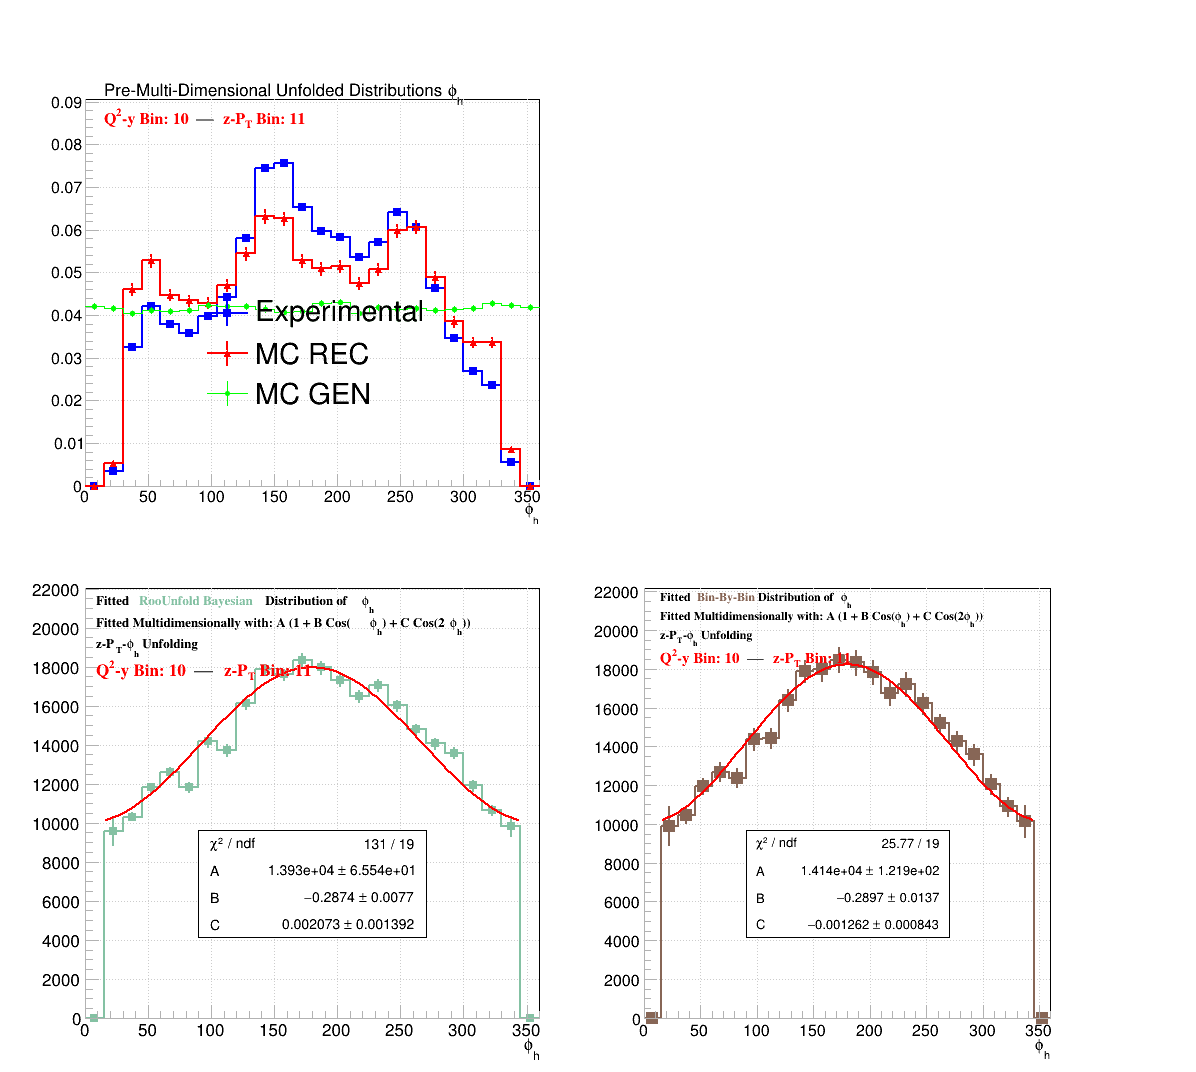 Pre-Multi-Dimensional Unfolded Distributions ϕh
Q2-y Bin: 10 — z-PT Bin: 11
0.09
0.08
0.07
0.06
0.05
0.04
0.03
0.02
0.01
0
Experimental
MC REC
MC GEN
0 50 100 150 200 250 300 350
ϕh
Fitted RooUnfold Bayesian Distribution of ϕh
Fitted Multidimensionally with: A (1 + B Cos( ϕh) + C Cos(2 ϕh))
z-PT-ϕh Unfolding
Q2-y Bin: 10 — z-PT Bin: 11
22000
20000
18000
16000
14000
12000
10000
8000
6000
4000
2000
0
χ2 / ndf 131 / 19
A 1.393e+04 ± 6.554e+01
B −0.2874 ± 0.0077
C 0.002073 ± 0.001392
0 50 100 150 200 250 300 350
ϕh
Fitted Bin-By-Bin Distribution of ϕh
Fitted Multidimensionally with: A (1 + B Cos(ϕh) + C Cos(2ϕh))
z-PT-ϕh Unfolding
Q2-y Bin: 10 — z-PT Bin: 11
22000
20000
18000
16000
14000
12000
10000
8000
6000
4000
2000
0
χ2 / ndf 25.77 / 19
A 1.414e+04 ± 1.219e+02
B −0.2897 ± 0.0137
C −0.001262 ± 0.000843
0 50 100 150 200 250 300 350
ϕh